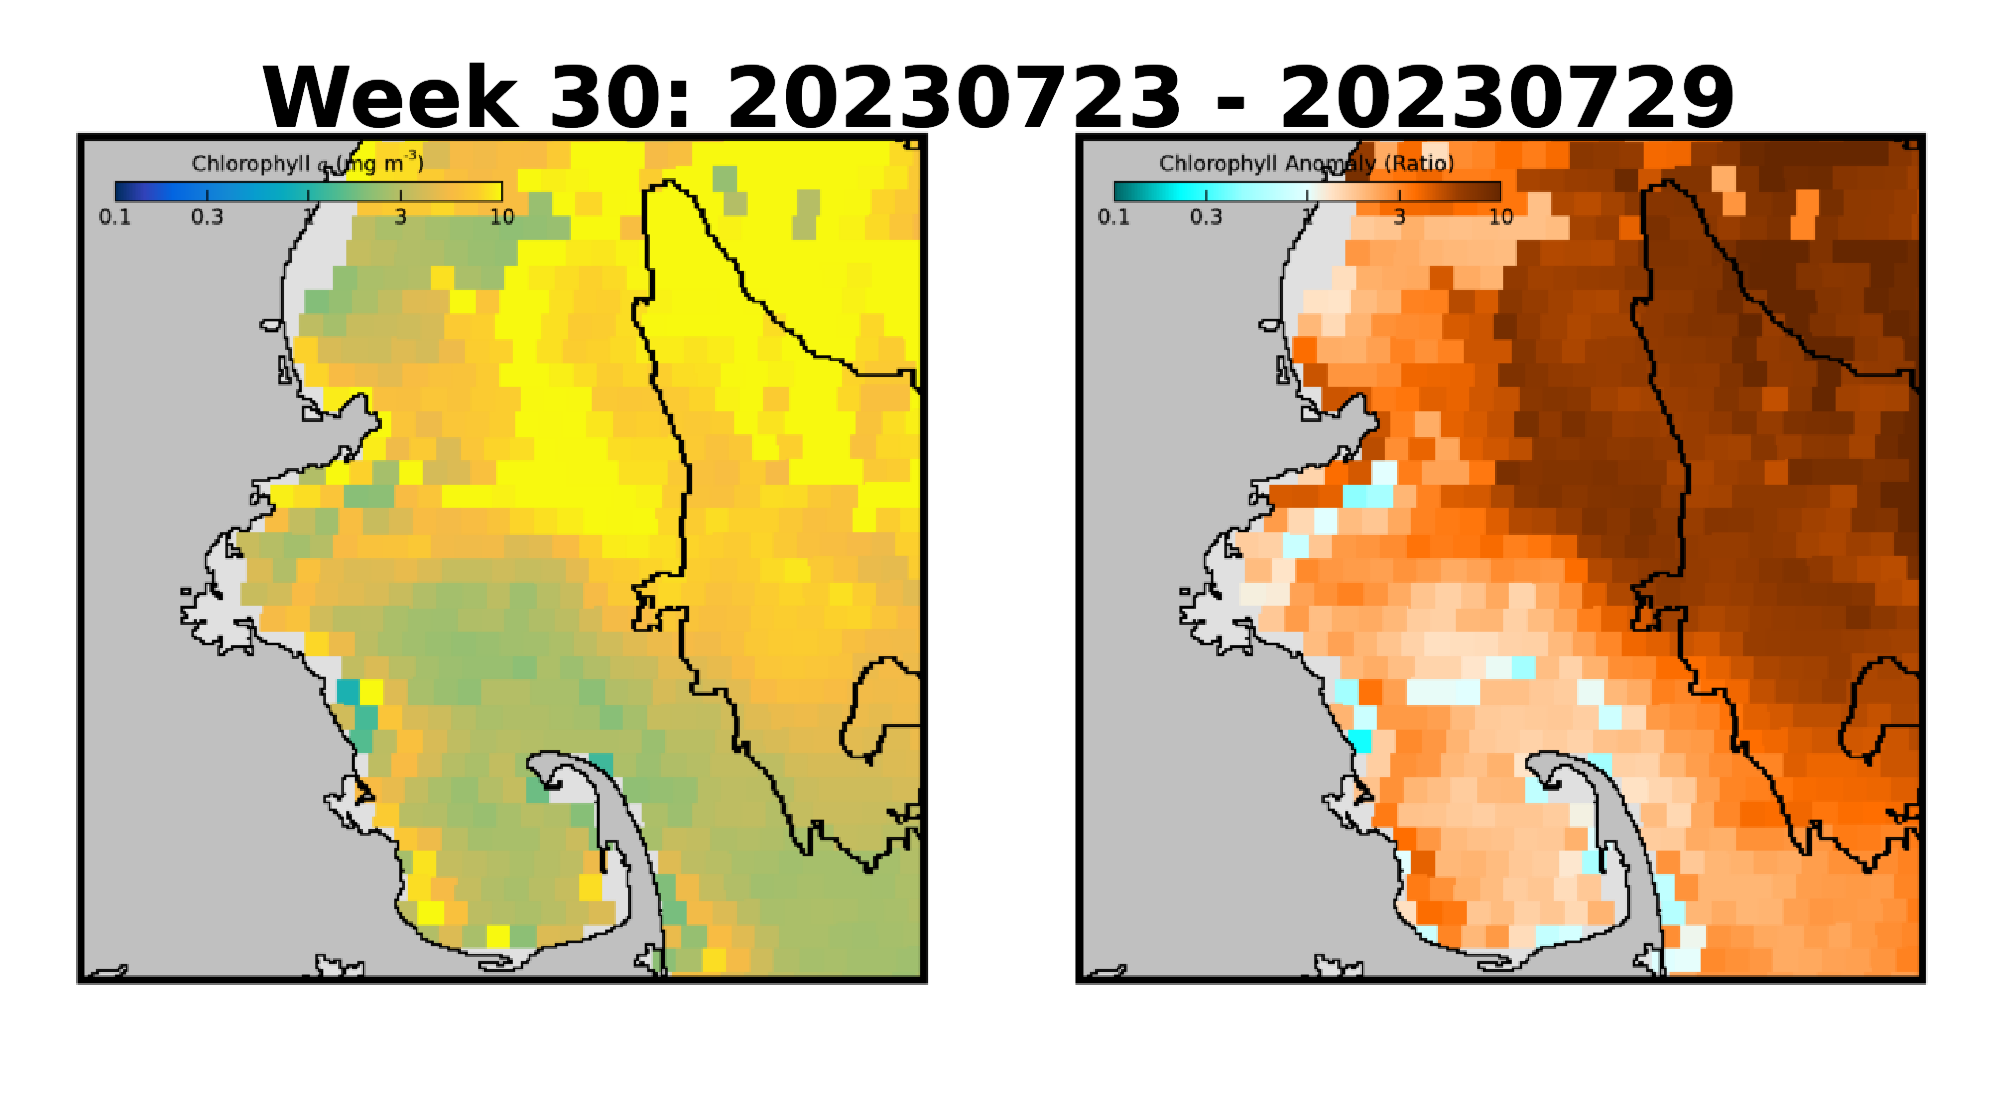 Week 30: 20230723 - 20230729
Chlorophyll a (mg m-3)
0.1 0.3 1 3 10
Chlorophyll Anomaly (Ratio)
0.1 0.3 1 3 10